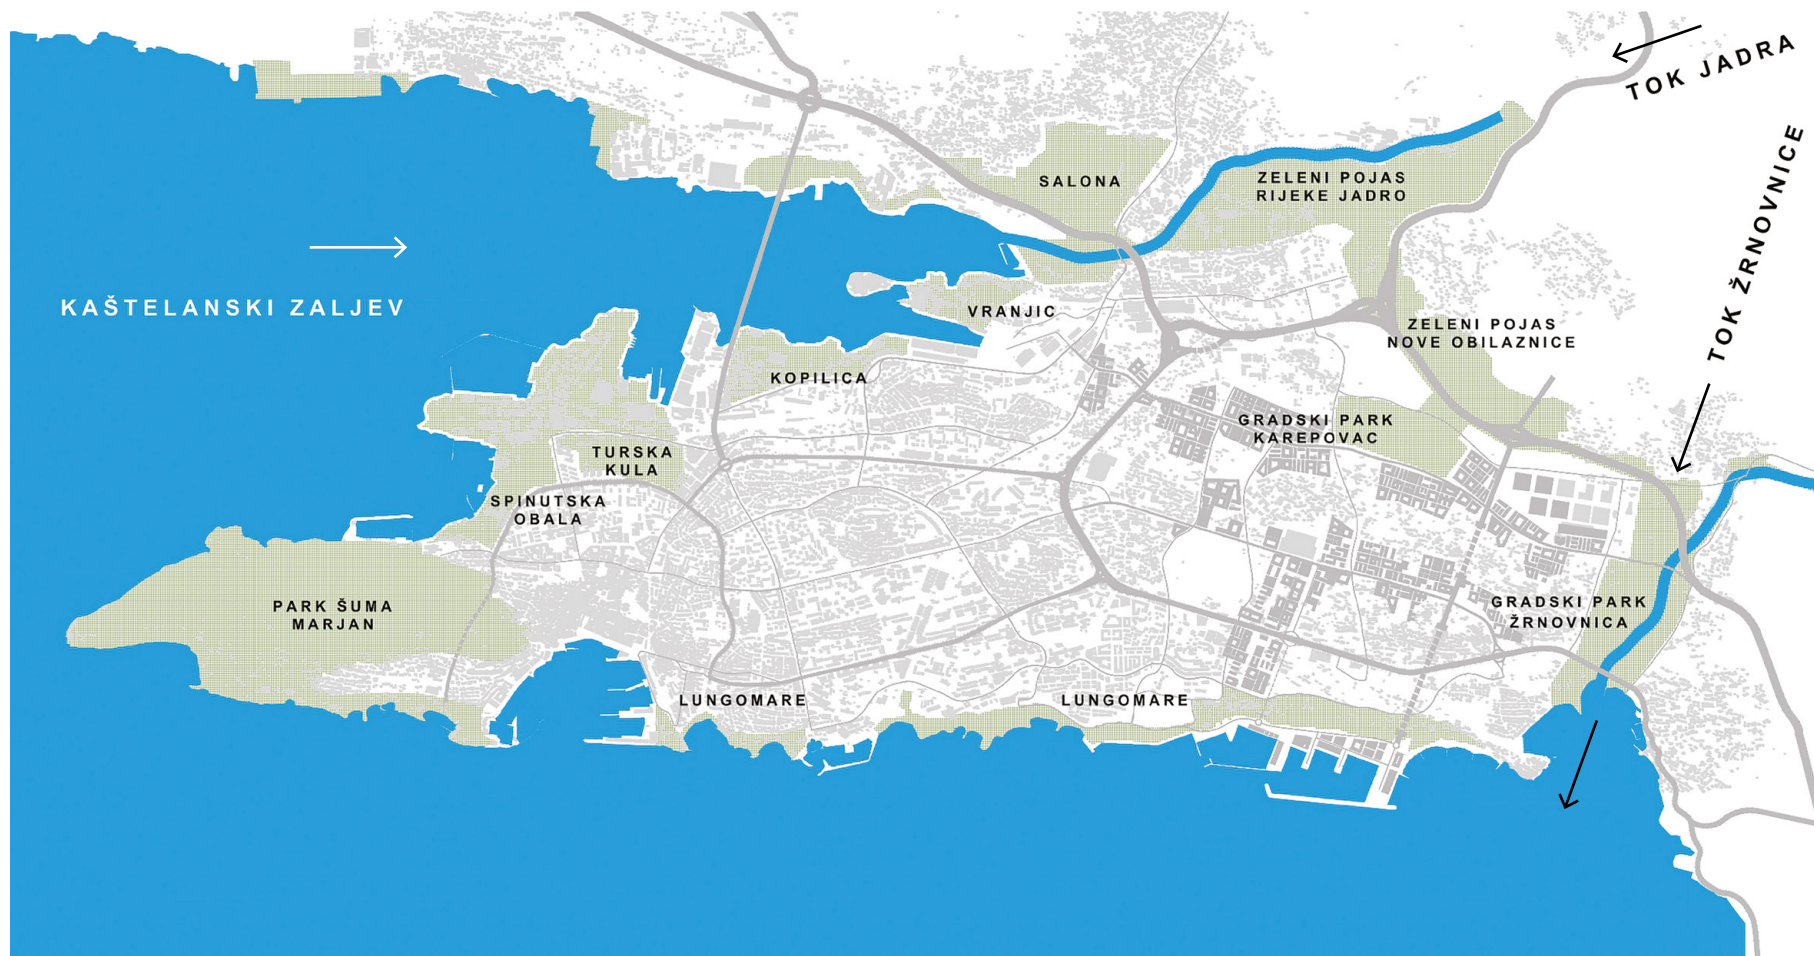 TOK JADRA
TOK ŽRNOVNICE
SALONA
ZELENI POJAS
RIJEKE JADRO
KAŠTELANSKI ZALJEV
VRANJIC
ZELENI POJAS
NOVE OBILAZNICE
KOPILICA
GRADSKI PARK
KAREPOVAC
TURSKA
KULA
SPINUTSKA
OBALA
PARK ŠUMA
MARJAN
GRADSKI PARK
ŽRNOVNICA
LUNGOMARE
LUNGOMARE